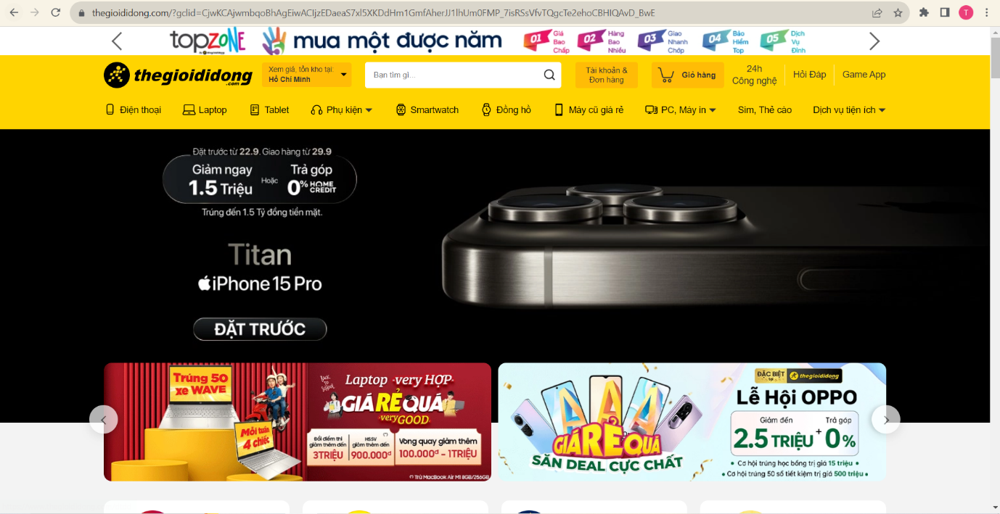 thegioididong.com/?gclid=CjwKCAjwmbqoBhAgEiwACIjzEDaeaS7xl5XKDdHm1GmfAherJJ1lhUm0FMP_7isRSsVfvTQgcTe2ehoCBHIQAvD_BwE
T
topzone mua một được năm
01 Giá Bao Chấp
02 Hàng Bao Nhiều
03 Giao Nhanh Chóp
04 Bảo Hiểm Top
05 Dịch Vụ Đỉnh
thegioididong.com
Xem giá, tồn kho tại:
Hồ Chí Minh
Bạn tìm gì...
Tài khoản &
Đơn hàng
Giỏ hàng
24h
Công nghệ
Hỏi Đáp
Game App
Điện thoại Laptop Tablet Phụ kiện Smartwatch Đồng hồ Máy cũ giá rẻ PC, Máy in Sim, Thẻ cào Dịch vụ tiện ích
Đặt trước từ 22.9. Giao hàng từ 29.9
Giảm ngay
1.5 Triệu
Hoặc
Trả góp
0% HOME CREDIT
Trúng đến 1.5 Tỷ đồng tiền mặt.
Titan
iPhone 15 Pro
ĐẶT TRƯỚC
Trúng 50
xe WAVE
Mỗi tuần
4 chiếc
BACK TO SCHOOL
Laptop -very HỢP-
GIÁ RẺ QUÁ
-veryGOOD-
Đổi điểm thi
giảm thêm đến
3TRIỆU
HSSV
giảm thêm đến
900.000đ
Vòng quay giảm thêm
100.000đ - 1TRIỆU
Trừ MacBook Air M1 8GB/256GB
AAA
GIÁ RẺ QUÁ
SĂN DEAL CỰC CHẤT
ĐẶC BIỆT tại thegioididong
Lễ Hội OPPO
Giảm đến
2.5 TRIỆU
+
Trả góp
0%
• Cơ hội trúng học bổng trị giá 15 triệu •
• Cơ hội trúng 50 sổ tiết kiệm trị giá 500 triệu •